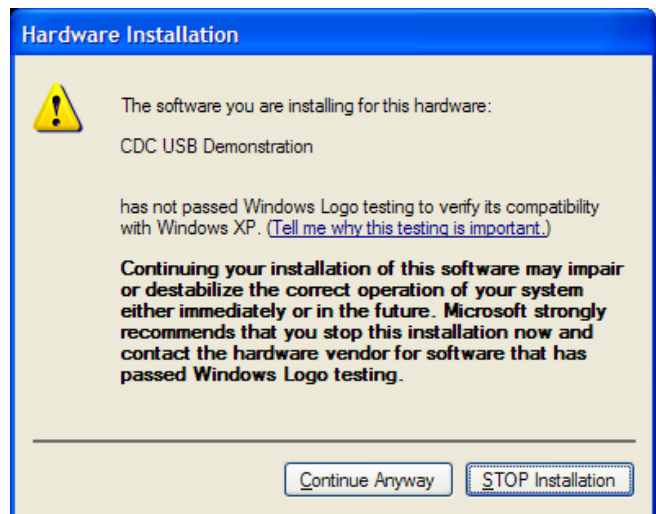 Hardware Installation
The software you are installing for this hardware:
CDC USB Demonstration
has not passed Windows Logo testing to verify its compatibility
with Windows XP. (Tell me why this testing is important.)
Continuing your installation of this software may impair
or destabilize the correct operation of your system
either immediately or in the future. Microsoft strongly
recommends that you stop this installation now and
contact the hardware vendor for software that has
passed Windows Logo testing.
Continue Anyway
STOP Installation